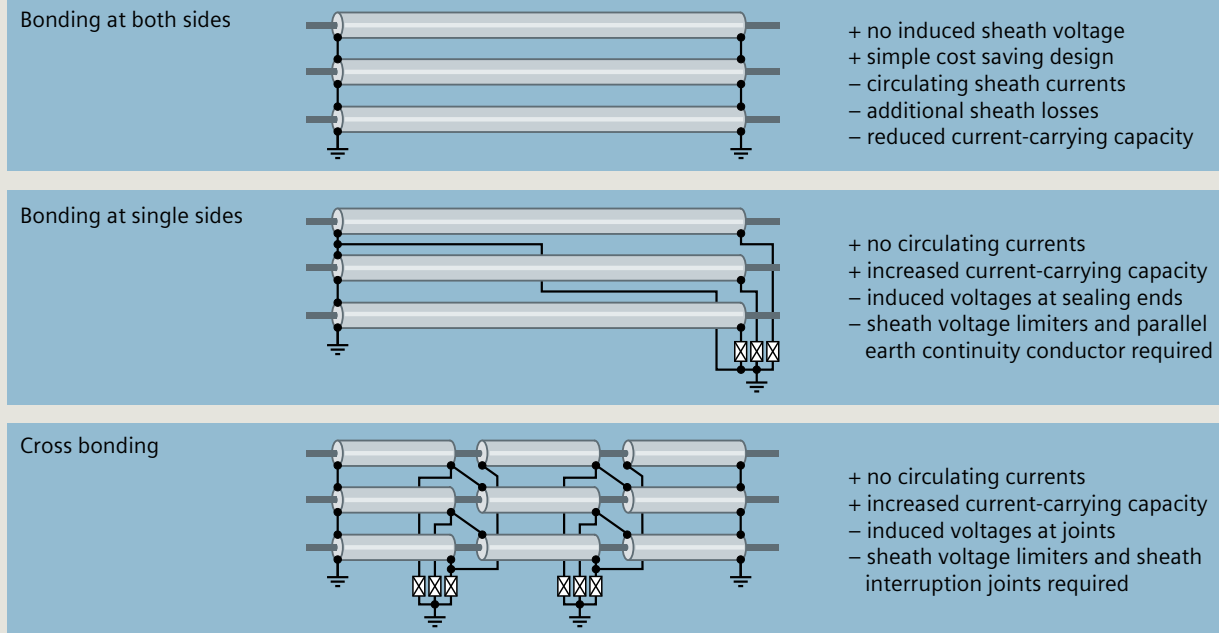 Bonding at both sides
+ no induced sheath voltage
+ simple cost saving design
– circulating sheath currents
– additional sheath losses
– reduced current-carrying capacity
Bonding at single sides
+ no circulating currents
+ increased current-carrying capacity
– induced voltages at sealing ends
– sheath voltage limiters and parallel
earth continuity conductor required
Cross bonding
+ no circulating currents
+ increased current-carrying capacity
– induced voltages at joints
– sheath voltage limiters and sheath
interruption joints required